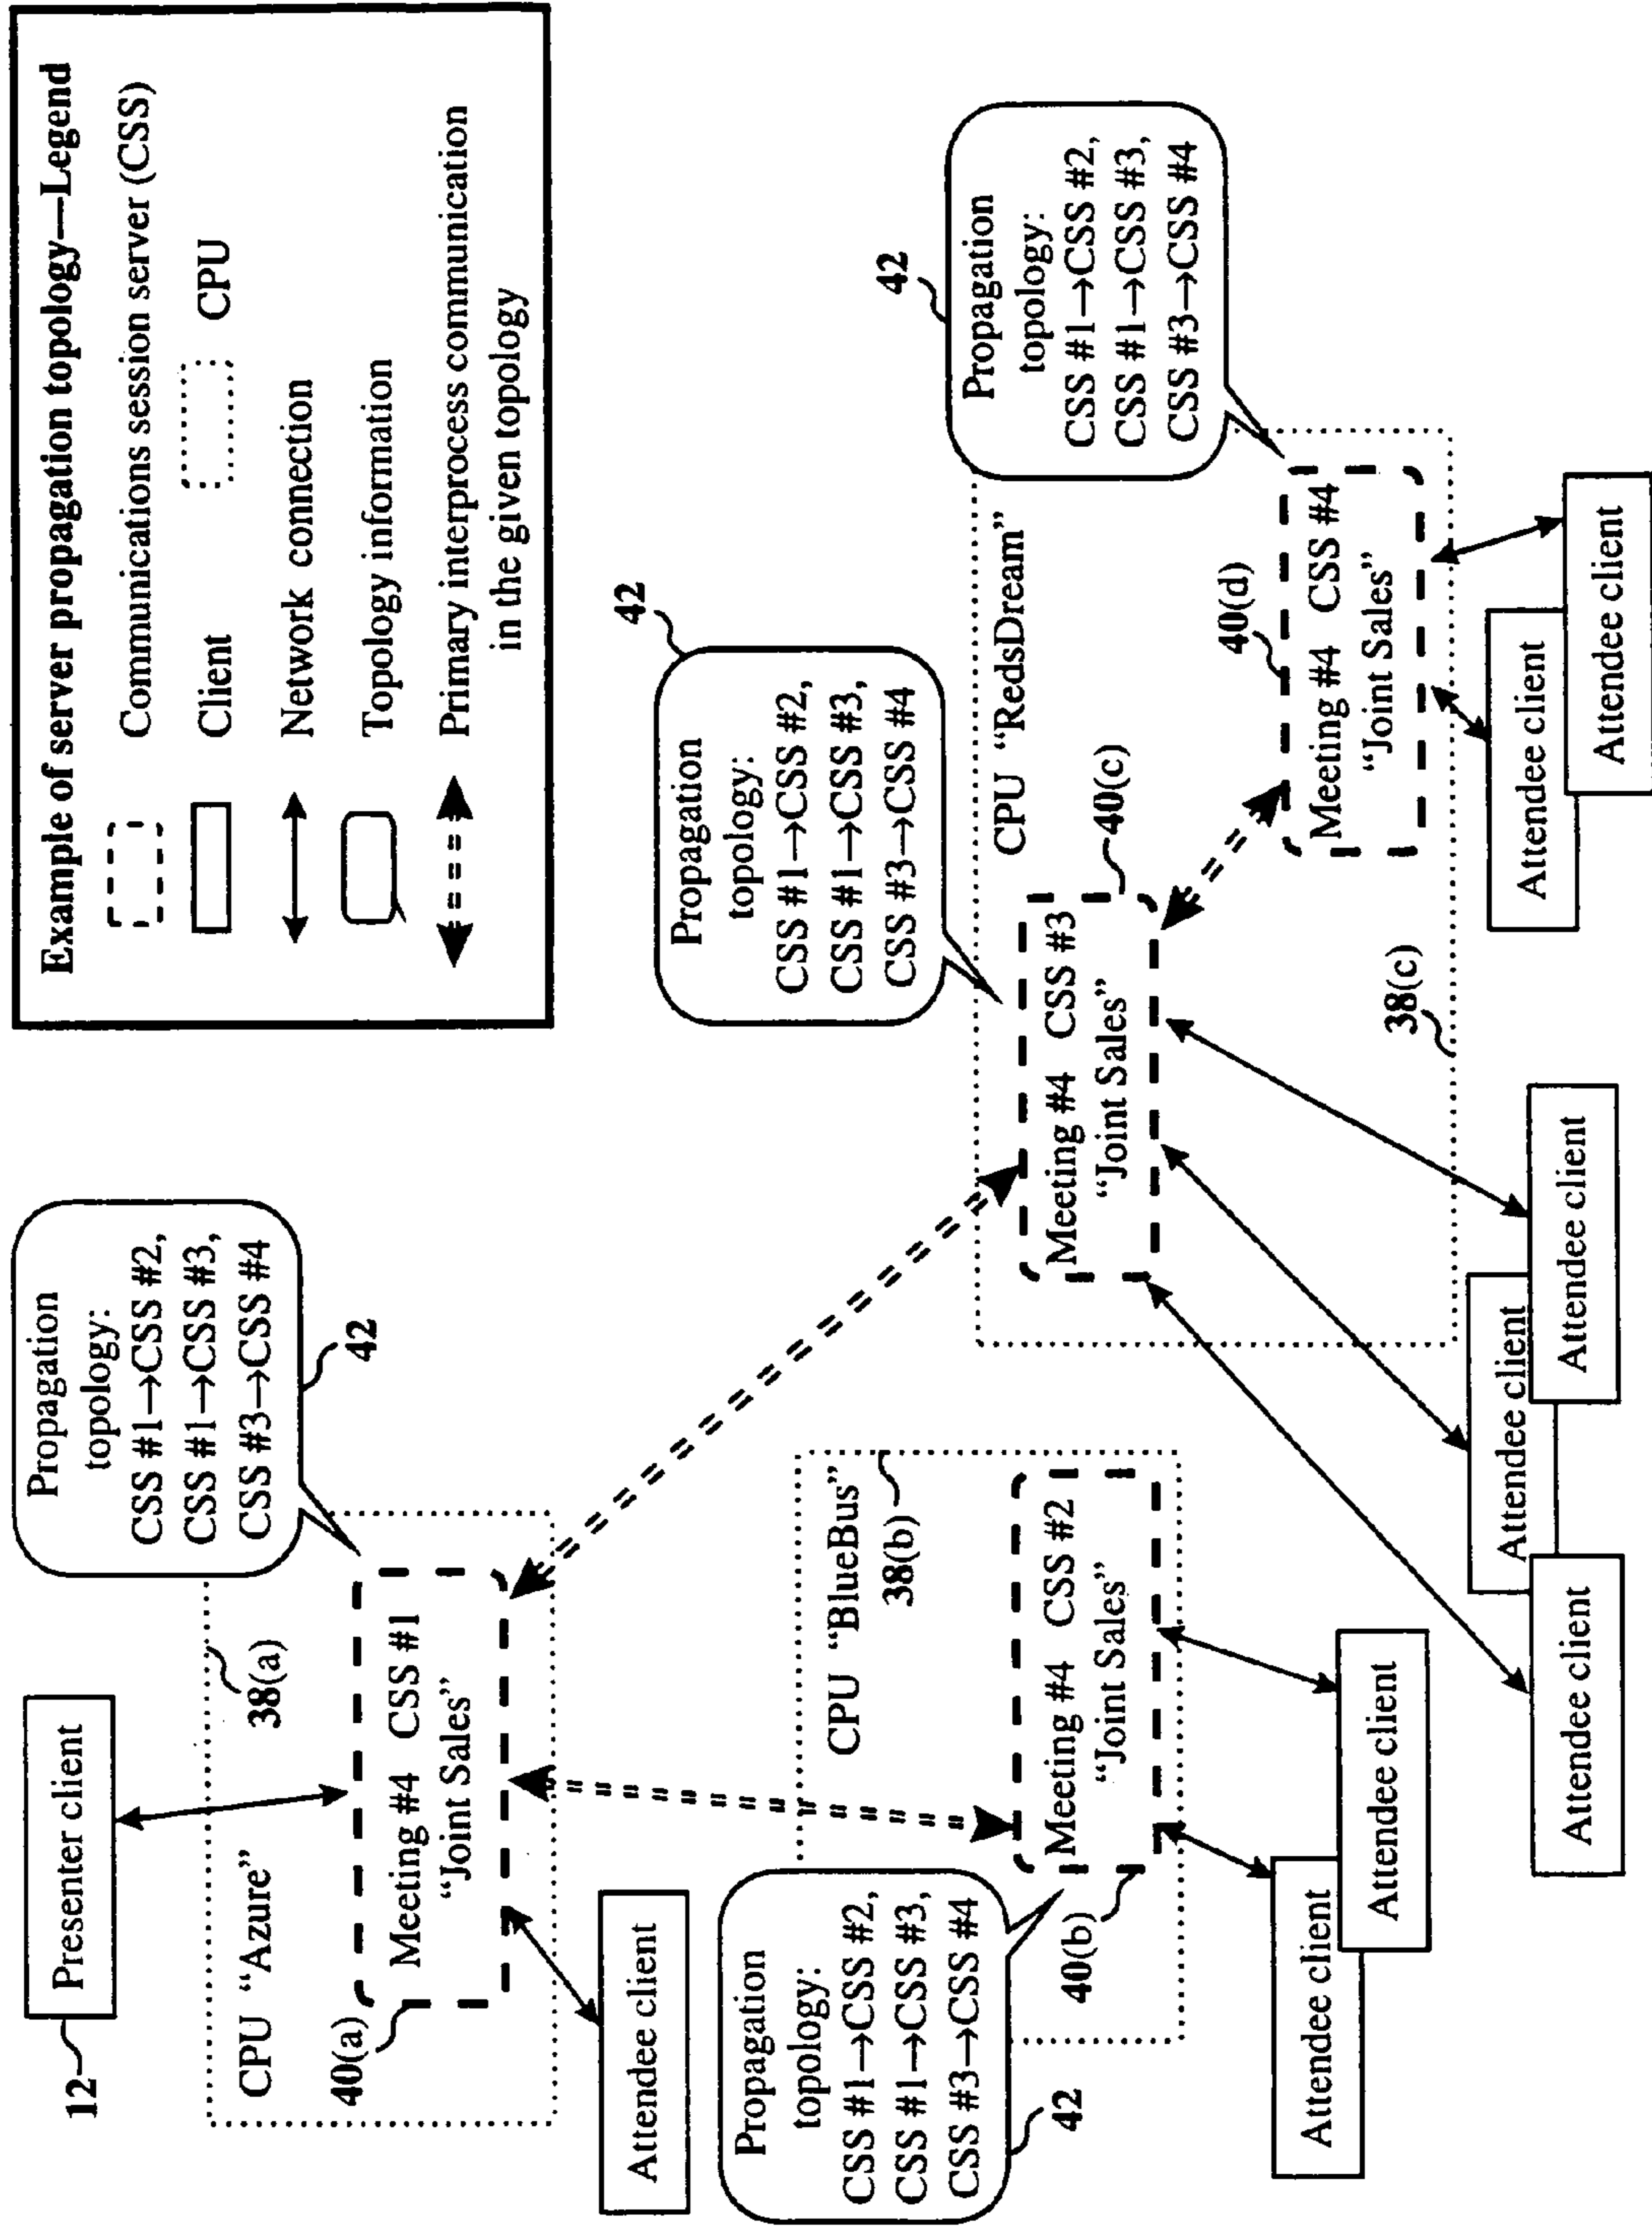 Example of server propagation topology—Legend
Communications session server (CSS)
Client
CPU
Network connection
Topology information
Primary interprocess communication
in the given topology
12
Presenter client
CPU “Azure”
38(a)
Propagation
topology:
CSS #1→CSS #2,
CSS #1→CSS #3,
CSS #3→CSS #4
42
40(a)
Meeting #4 CSS #1
“Joint Sales”
Attendee client
Propagation
topology:
CSS #1→CSS #2,
CSS #1→CSS #3,
CSS #3→CSS #4
42
CPU “BlueBus”
38(b)
40(b)
Meeting #4 CSS #2
“Joint Sales”
Attendee client
Attendee client
Propagation
topology:
CSS #1→CSS #2,
CSS #1→CSS #3,
CSS #3→CSS #4
42
CPU “RedsDream”
Meeting #4 CSS #3
“Joint Sales”
40(c)
38(c)
Attendee client
Attendee client
Attendee client
Propagation
topology:
CSS #1→CSS #2,
CSS #1→CSS #3,
CSS #3→CSS #4
42
40(d)
Meeting #4 CSS #4
“Joint Sales”
Attendee client
Attendee client